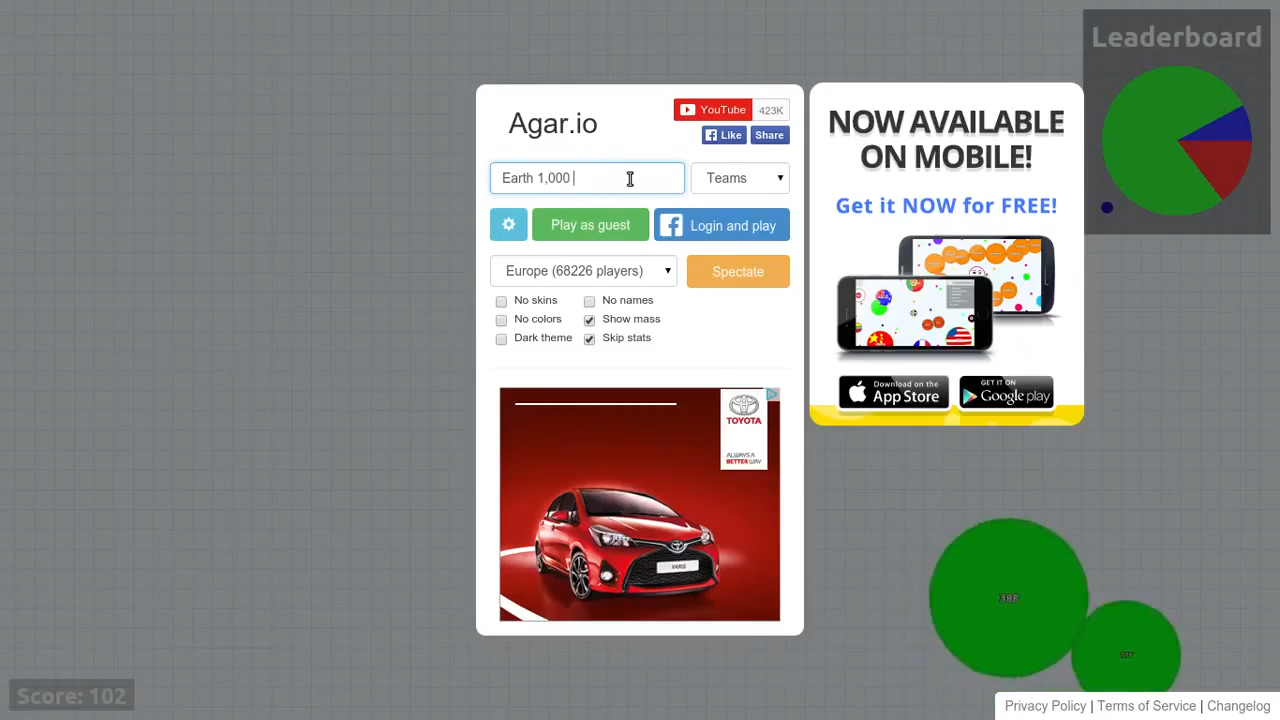 Leaderboard
Agar.io
YouTube 423K
Like Share
Earth 1,000
Teams
Play as guest
Login and play
Europe (68226 players)
Spectate
No skins
No names
No colors
Show mass
Dark theme
Skip stats
TOYOTA
ALWAYS A
BETTER WAY
YARIS
NOW AVAILABLE
ON MOBILE!
Get it NOW for FREE!
Download on the
App Store
GET IT ON
Google play
388
Score: 102
Privacy Policy | Terms of Service | Changelog